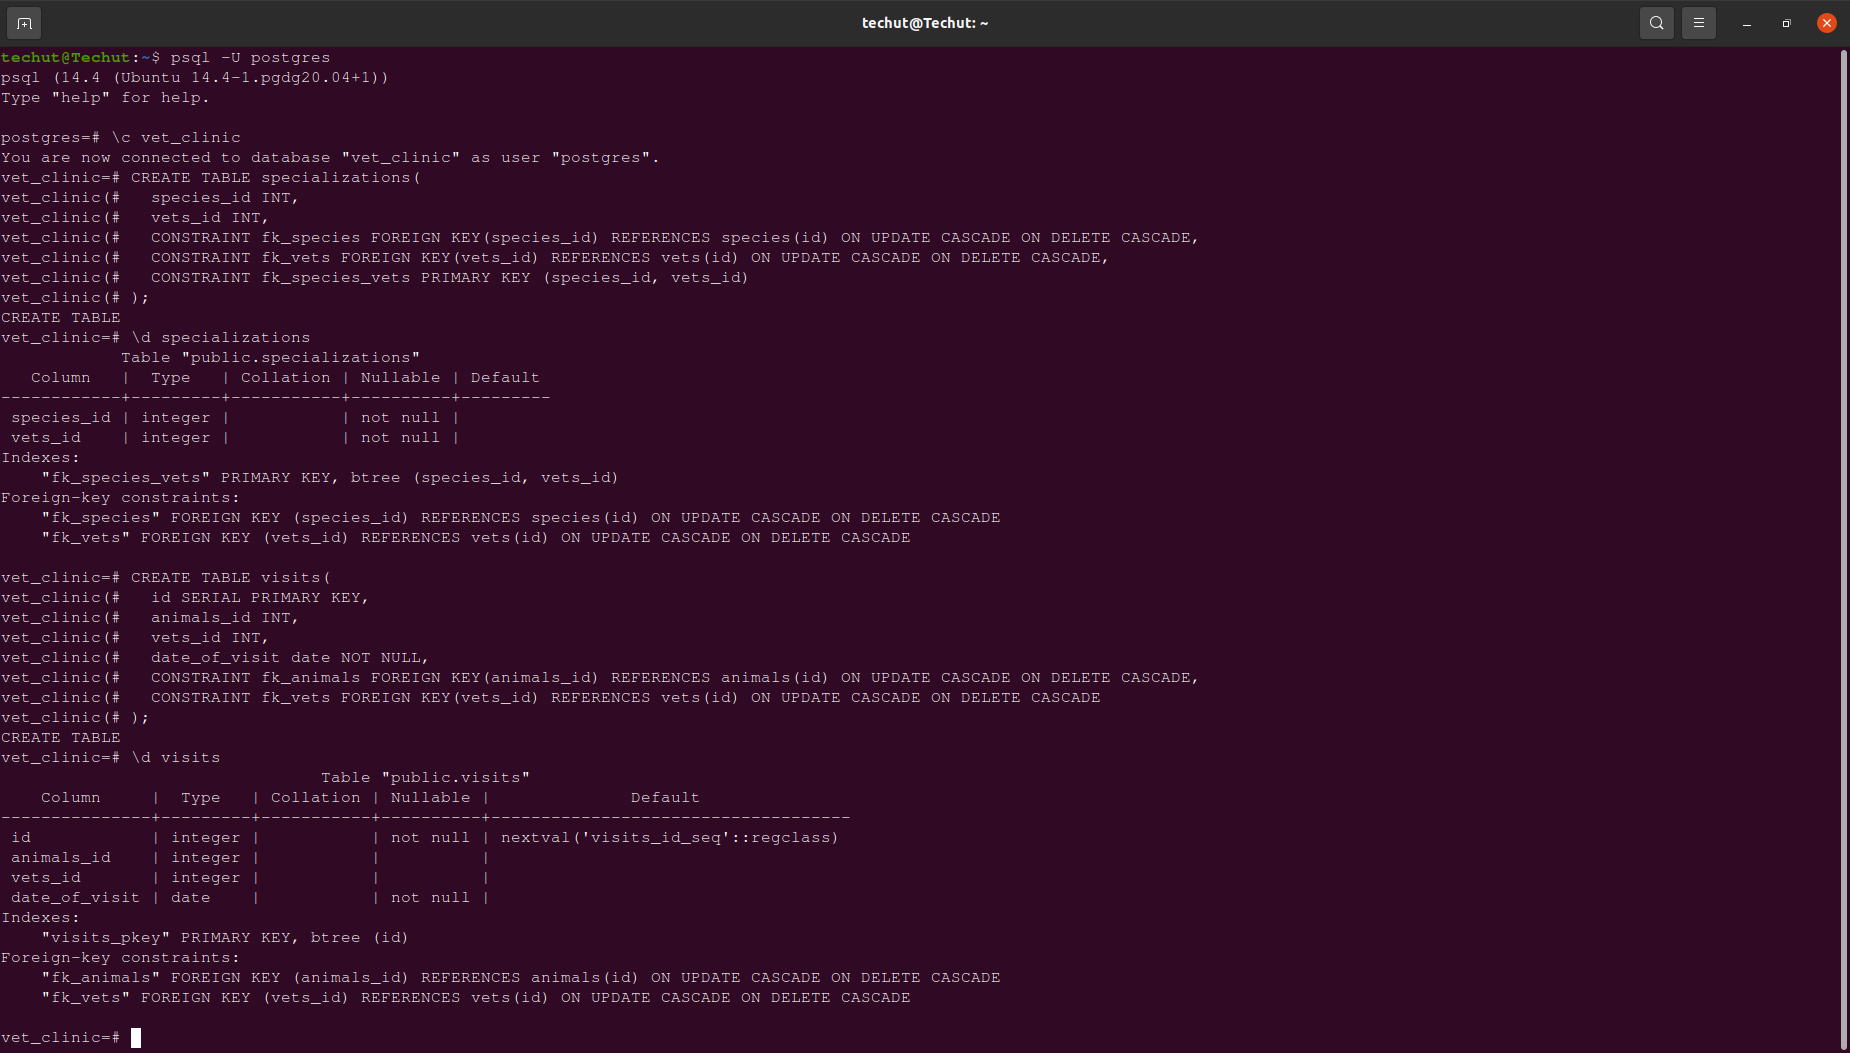 techut@Techut: ~
techut@Techut:~$ psql -U postgres
psql (14.4 (Ubuntu 14.4-1.pgdg20.04+1))
Type "help" for help.

postgres=# \c vet_clinic
You are now connected to database "vet_clinic" as user "postgres".
vet_clinic=# CREATE TABLE specializations(
vet_clinic(#   species_id INT,
vet_clinic(#   vets_id INT,
vet_clinic(#   CONSTRAINT fk_species FOREIGN KEY(species_id) REFERENCES species(id) ON UPDATE CASCADE ON DELETE CASCADE,
vet_clinic(#   CONSTRAINT fk_vets FOREIGN KEY(vets_id) REFERENCES vets(id) ON UPDATE CASCADE ON DELETE CASCADE,
vet_clinic(#   CONSTRAINT fk_species_vets PRIMARY KEY (species_id, vets_id)
vet_clinic(# );
CREATE TABLE
vet_clinic=# \d specializations
            Table "public.specializations"
   Column   |  Type   | Collation | Nullable | Default
------------+---------+-----------+----------+---------
 species_id | integer |           | not null |
 vets_id    | integer |           | not null |
Indexes:
    "fk_species_vets" PRIMARY KEY, btree (species_id, vets_id)
Foreign-key constraints:
    "fk_species" FOREIGN KEY (species_id) REFERENCES species(id) ON UPDATE CASCADE ON DELETE CASCADE
    "fk_vets" FOREIGN KEY (vets_id) REFERENCES vets(id) ON UPDATE CASCADE ON DELETE CASCADE

vet_clinic=# CREATE TABLE visits(
vet_clinic(#   id SERIAL PRIMARY KEY,
vet_clinic(#   animals_id INT,
vet_clinic(#   vets_id INT,
vet_clinic(#   date_of_visit date NOT NULL,
vet_clinic(#   CONSTRAINT fk_animals FOREIGN KEY(animals_id) REFERENCES animals(id) ON UPDATE CASCADE ON DELETE CASCADE,
vet_clinic(#   CONSTRAINT fk_vets FOREIGN KEY(vets_id) REFERENCES vets(id) ON UPDATE CASCADE ON DELETE CASCADE
vet_clinic(# );
CREATE TABLE
vet_clinic=# \d visits
                                Table "public.visits"
    Column     |  Type   | Collation | Nullable |              Default
---------------+---------+-----------+----------+------------------------------------
 id            | integer |           | not null | nextval('visits_id_seq'::regclass)
 animals_id    | integer |           |          |
 vets_id       | integer |           |          |
 date_of_visit | date    |           | not null |
Indexes:
    "visits_pkey" PRIMARY KEY, btree (id)
Foreign-key constraints:
    "fk_animals" FOREIGN KEY (animals_id) REFERENCES animals(id) ON UPDATE CASCADE ON DELETE CASCADE
    "fk_vets" FOREIGN KEY (vets_id) REFERENCES vets(id) ON UPDATE CASCADE ON DELETE CASCADE

vet_clinic=#